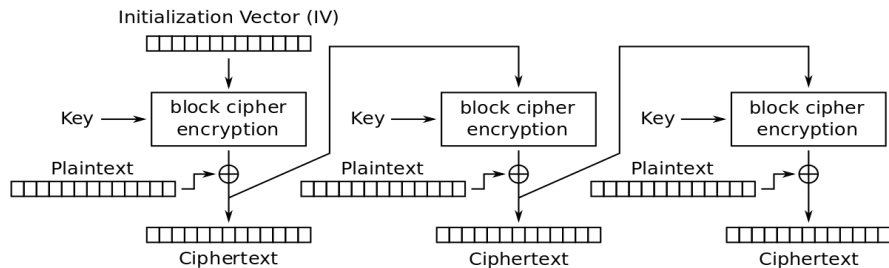 Initialization Vector (IV)
Key
block cipher
encryption
Key
block cipher
encryption
Key
block cipher
encryption
Plaintext
Plaintext
Plaintext
Ciphertext
Ciphertext
Ciphertext